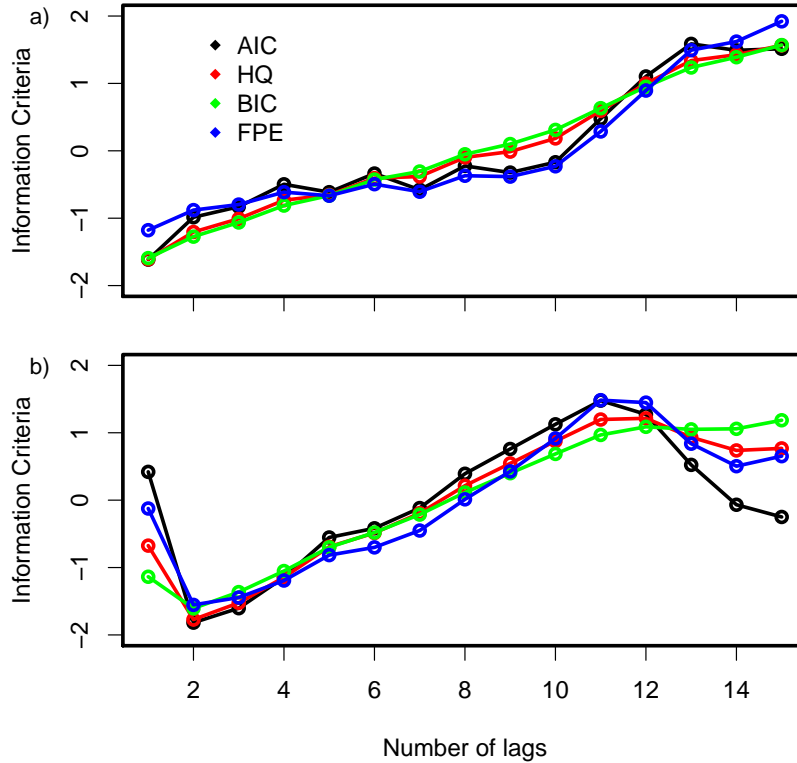 a)
Information Criteria
2
1
0
−1
−2
AIC
HQ
BIC
FPE
b)
Information Criteria
2
1
0
−1
−2
2 4 6 8 10 12 14
Number of lags